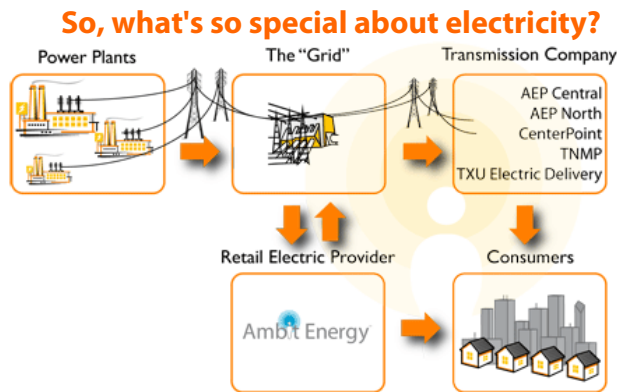 So, what's so special about electricity?
Power Plants
The "Grid"
Transmission Company
AEP Central
AEP North
CenterPoint
TNMP
TXU Electric Delivery
Retail Electric Provider
Consumers
Ambit Energy